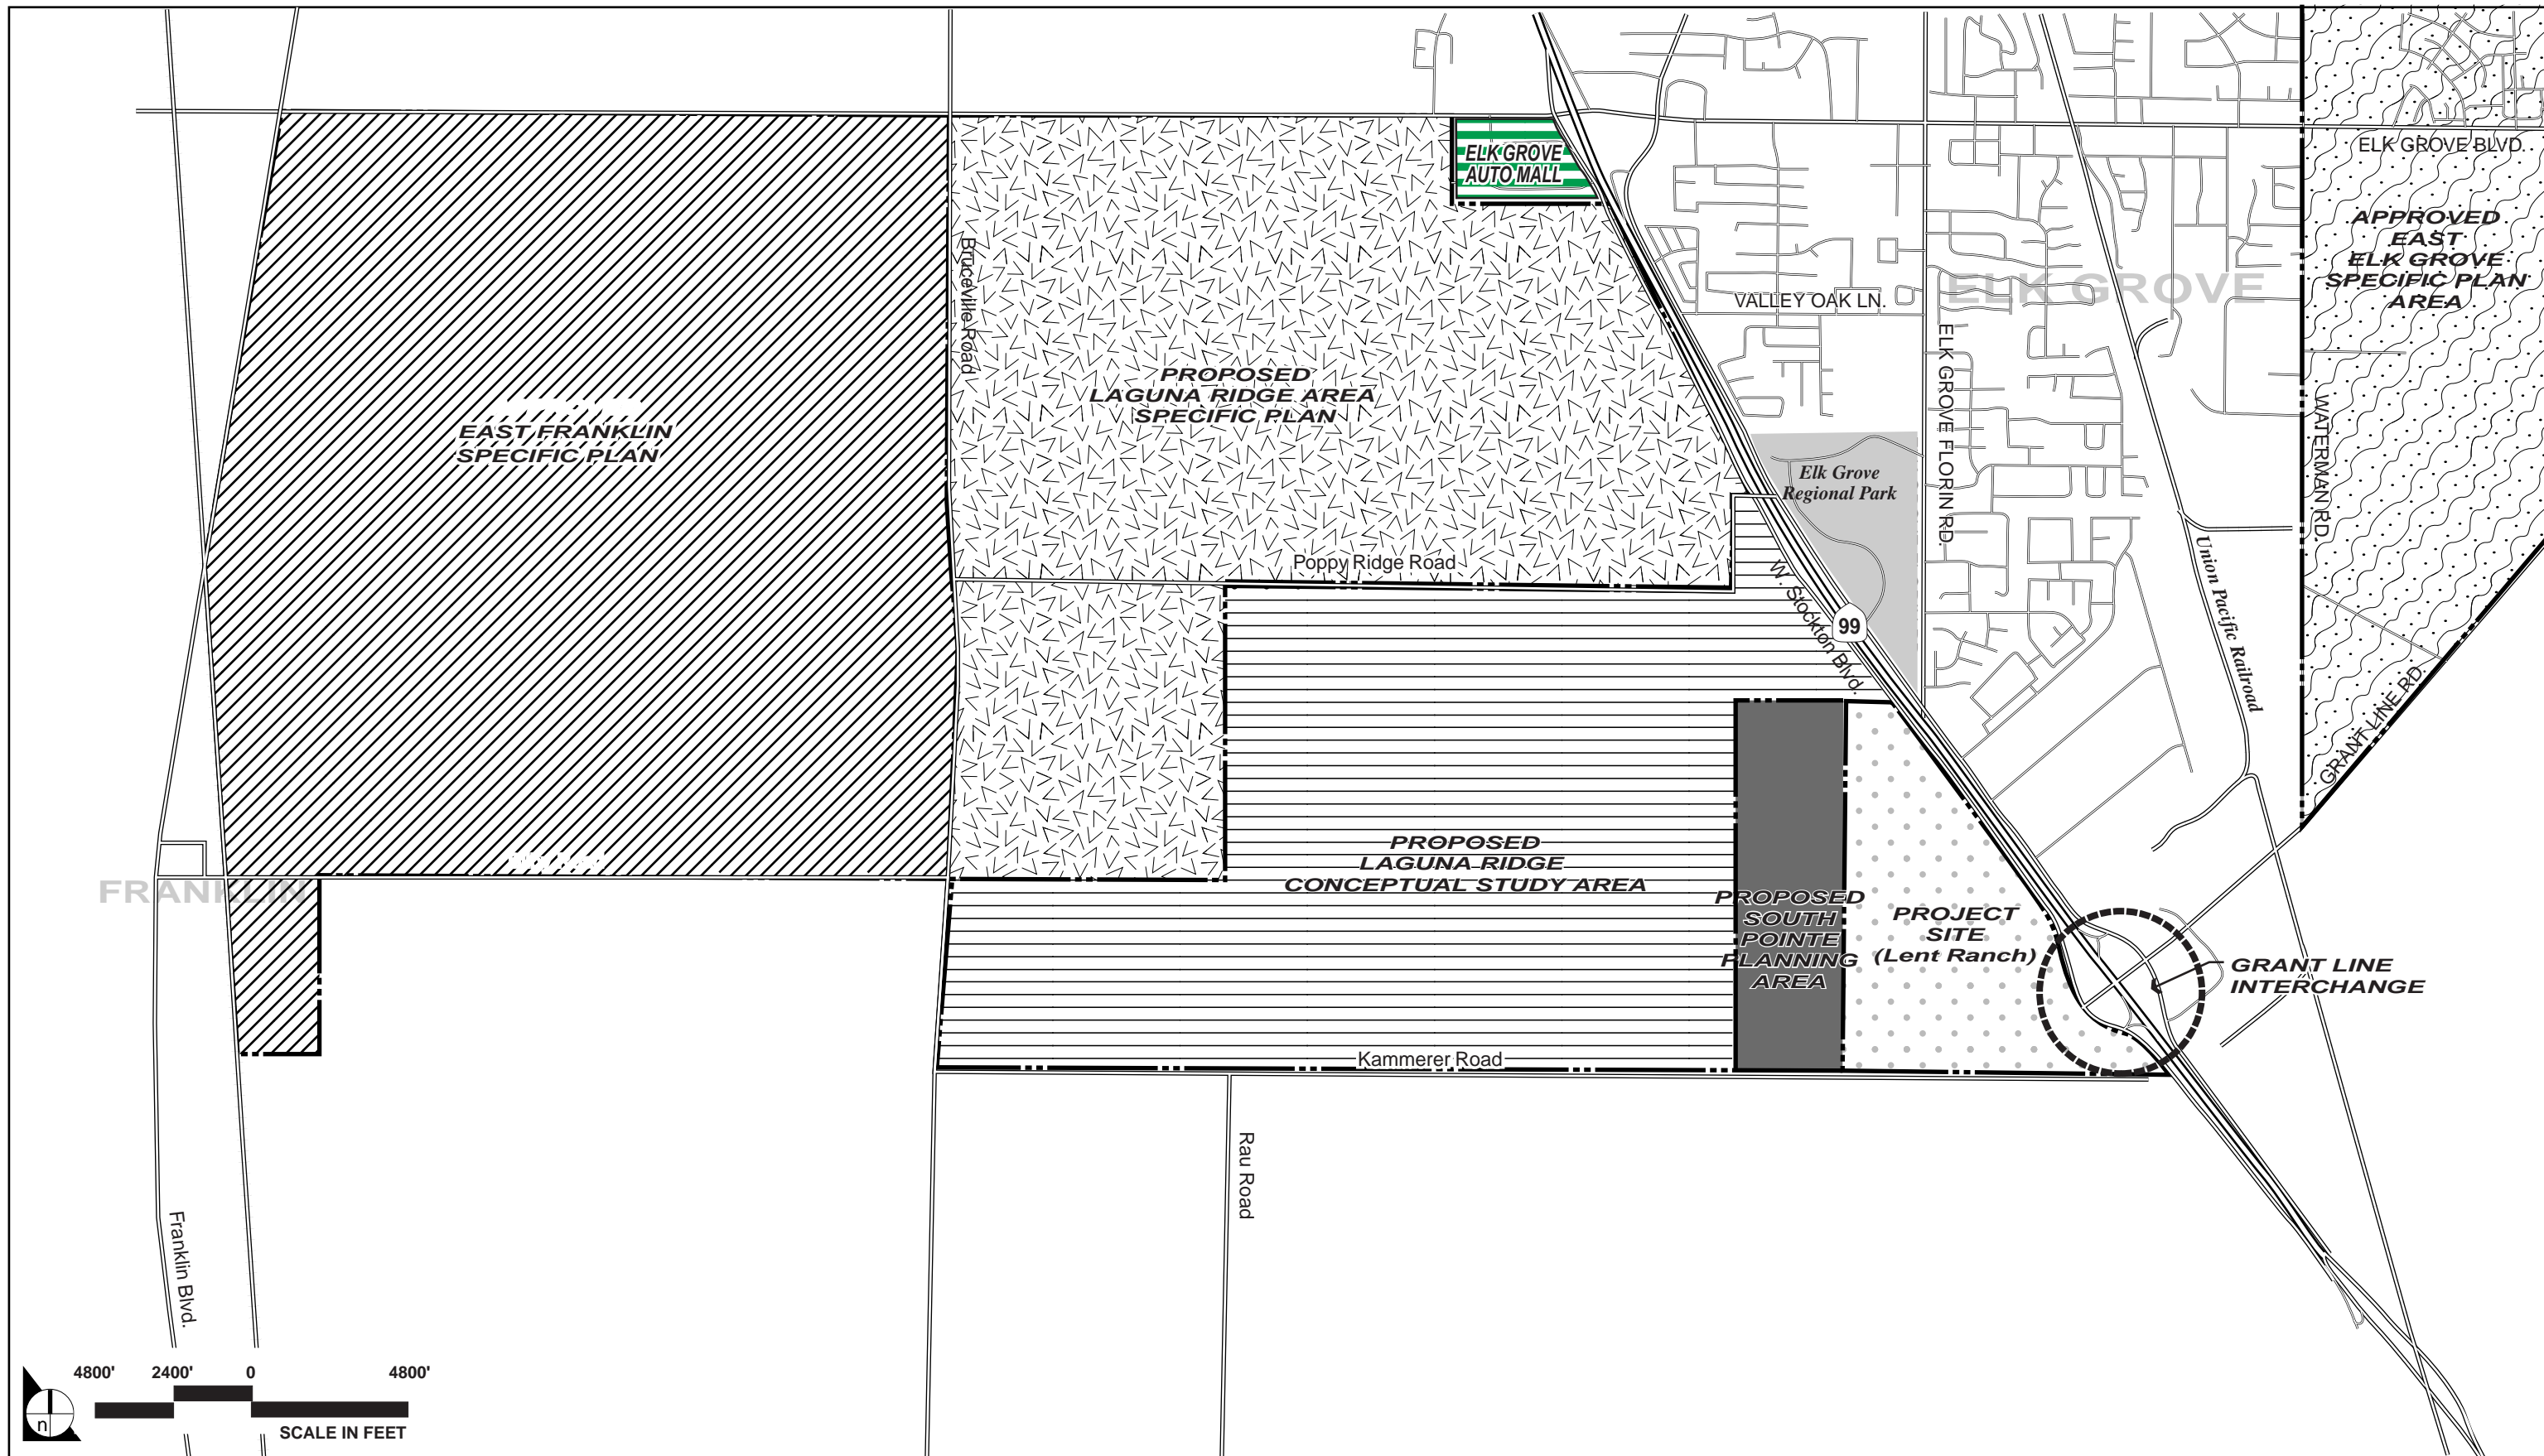 ELK GROVE
AUTO MALL
ELK GROVE BLVD.
APPROVED
EAST
ELK GROVE
SPECIFIC PLAN
AREA
Bruceville Road
ELK GROVE
VALLEY OAK LN.
ELK GROVE FLORIN RD.
PROPOSED
LAGUNA RIDGE AREA
SPECIFIC PLAN
WATERMAN RD.
EAST FRANKLIN
SPECIFIC PLAN
Elk Grove
Regional Park
Union Pacific Railroad
Poppy Ridge Road
W. Stockton Blvd.
99
GRANT LINE RD.
PROPOSED
LAGUNA RIDGE
CONCEPTUAL STUDY AREA
FRANKLIN
PROPOSED
SOUTH
POINTE
PLANNING
AREA
PROJECT
SITE
(Lent Ranch)
GRANT LINE
INTERCHANGE
Kammerer Road
Rau Road
Franklin Blvd.
4800' 2400' 0 4800'
SCALE IN FEET
n